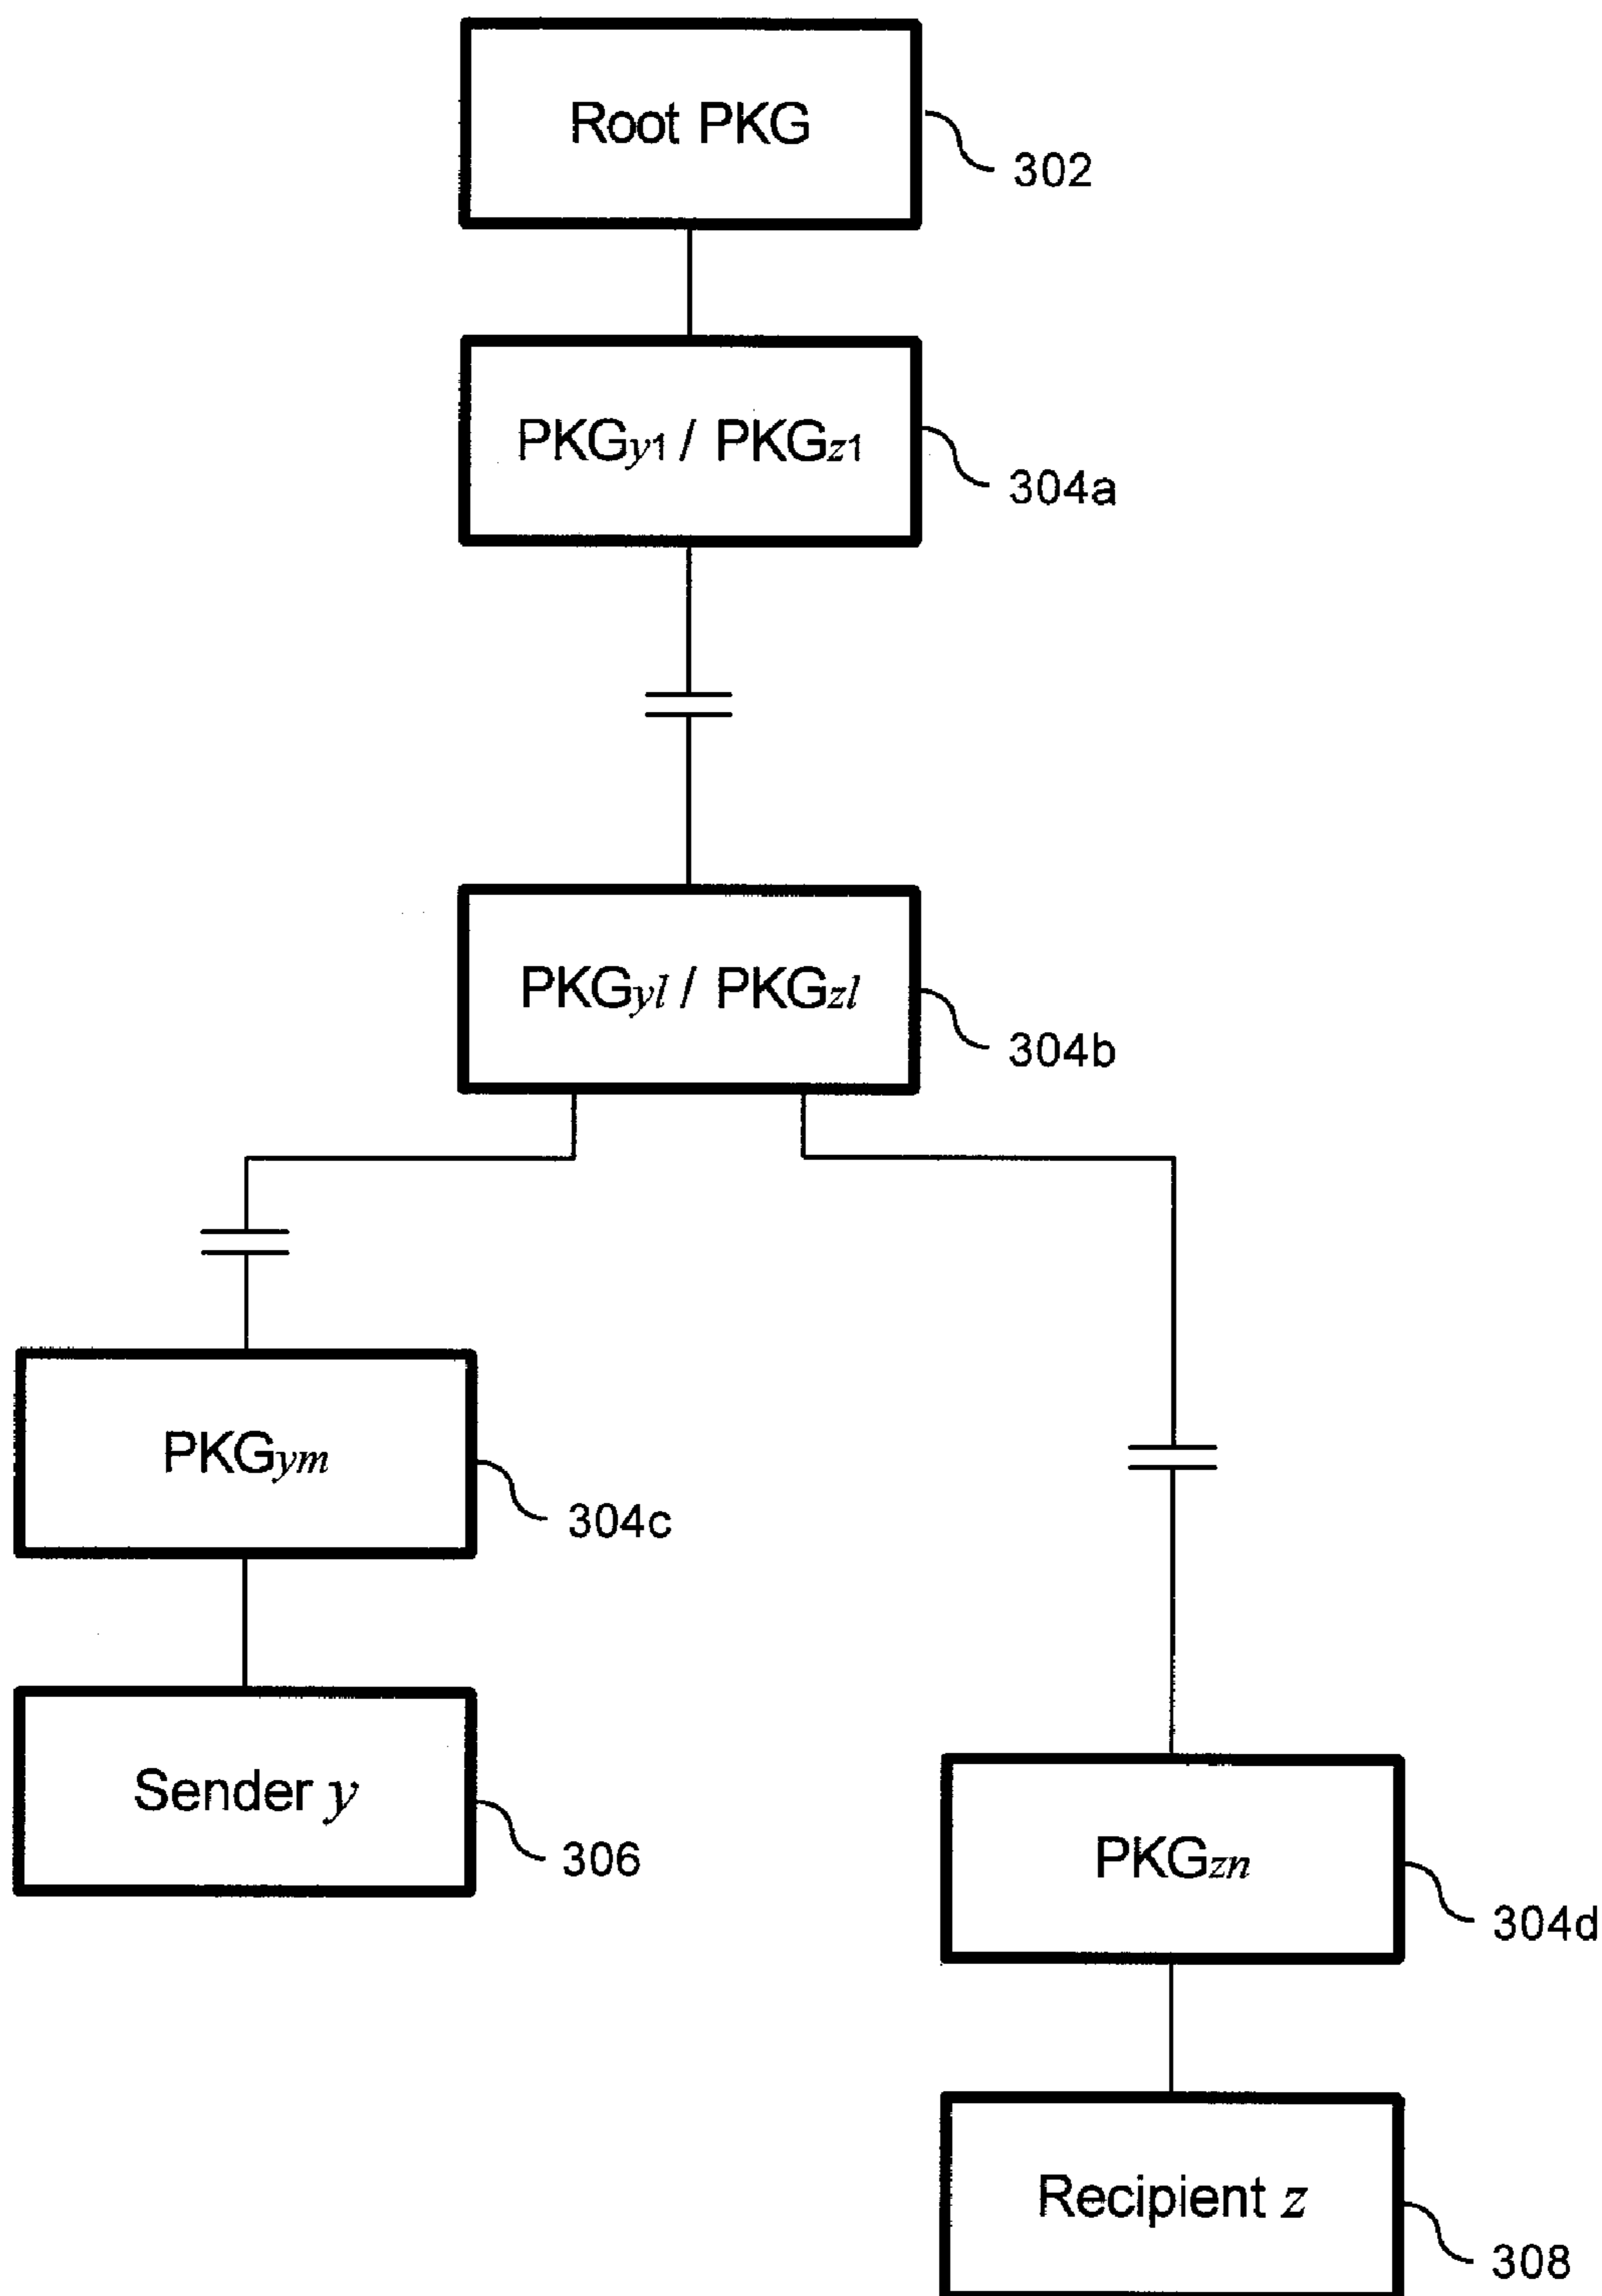 Root PKG
302
PKGy1 / PKGz1
304a
PKGyl / PKGzl
304b
PKGym
304c
Sender y
306
PKGzn
304d
Recipient z
308